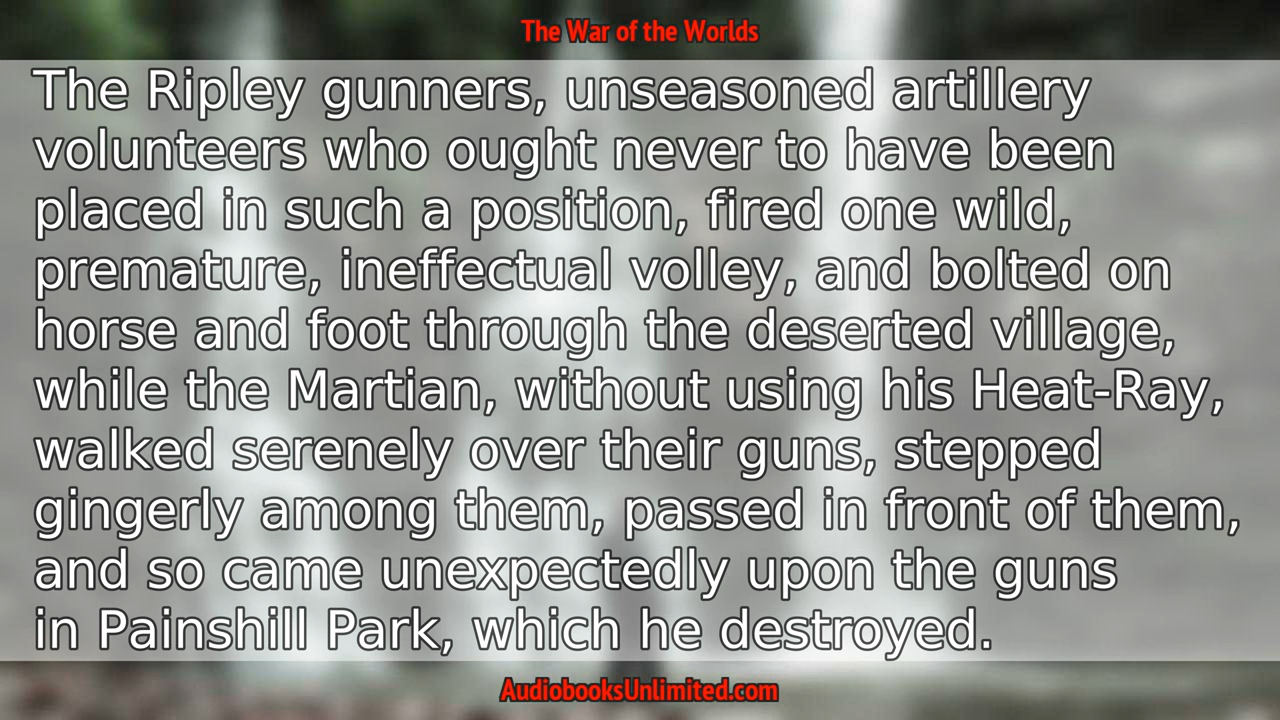 The War of the Worlds
The Ripley gunners, unseasoned artillery
volunteers who ought never to have been
placed in such a position, fired one wild,
premature, ineffectual volley, and bolted on
horse and foot through the deserted village,
while the Martian, without using his Heat-Ray,
walked serenely over their guns, stepped
gingerly among them, passed in front of them,
and so came unexpectedly upon the guns
in Painshill Park, which he destroyed.
AudiobooksUnlimited.com